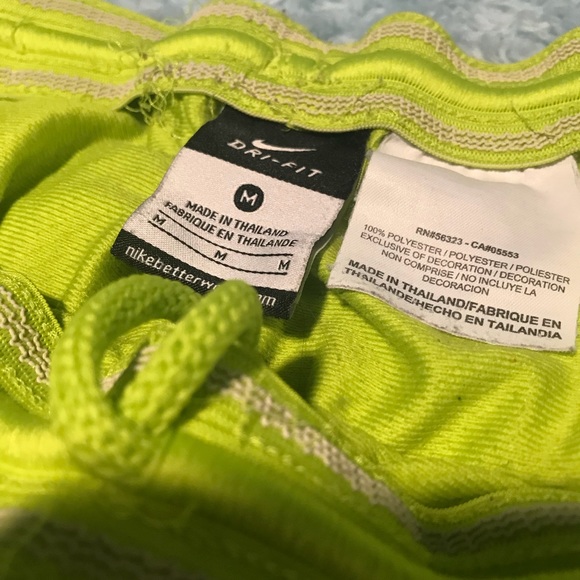 DRI-FIT
M
MADE IN THAILAND
FABRIQUE EN THAILANDE
M M M
RN#56323 - CA#05553
100% POLYESTER / POLYESTER / POLIESTER
EXCLUSIVE OF DECORATION / DECORATION
NON COMPRISE / NO INCLUYE LA
DECORACION
MADE IN THAILAND/FABRIQUE EN
THAILANDE/HECHO EN TAILANDIA